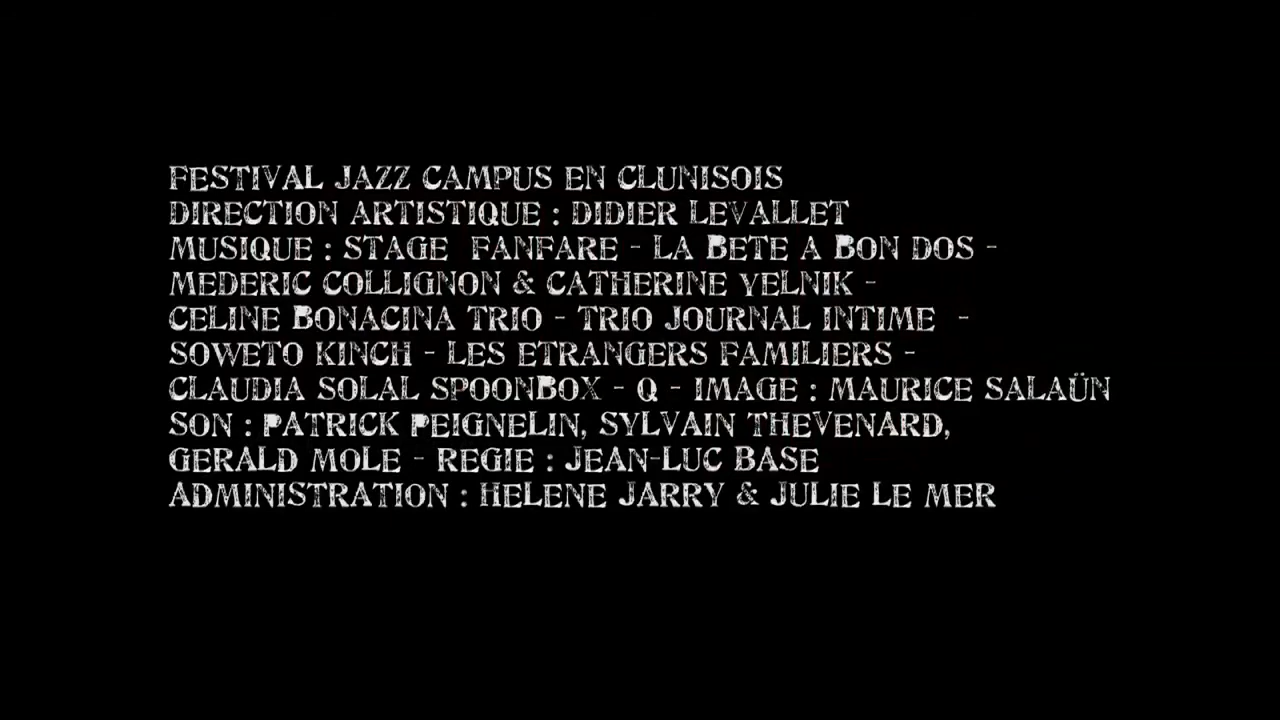 FESTIVAL JAZZ CAMPUS EN CLUNISOIS
DIRECTION ARTISTIQUE : DIDIER LEVALLET
MUSIQUE : STAGE FANFARE - LA BETE A BON DOS -
MEDERIC COLLIGNON & CATHERINE YELNIK -
CELINE BONACINA TRIO - TRIO JOURNAL INTIME -
SOWETO KINCH - LES ETRANGERS FAMILIERS -
CLAUDIA SOLAL SPOONBOX - Q - IMAGE : MAURICE SALAÜN
SON : PATRICK PEIGNELIN, SYLVAIN THEVENARD,
GERALD MOLE - REGIE : JEAN-LUC BASE
ADMINISTRATION : HELENE JARRY & JULIE LE MER